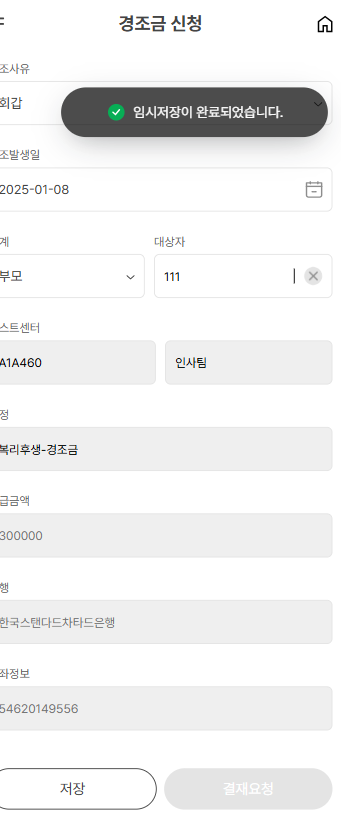 경조금 신청
조사유
회갑
임시저장이 완료되었습니다.
조발생일
2025-01-08
계
대상자
부모
111
스트센터
A1A460
인사팀
정
복리후생-경조금
급금액
300000
행
한국스탠다드차타드은행
좌정보
54620149556
저장
결재요청